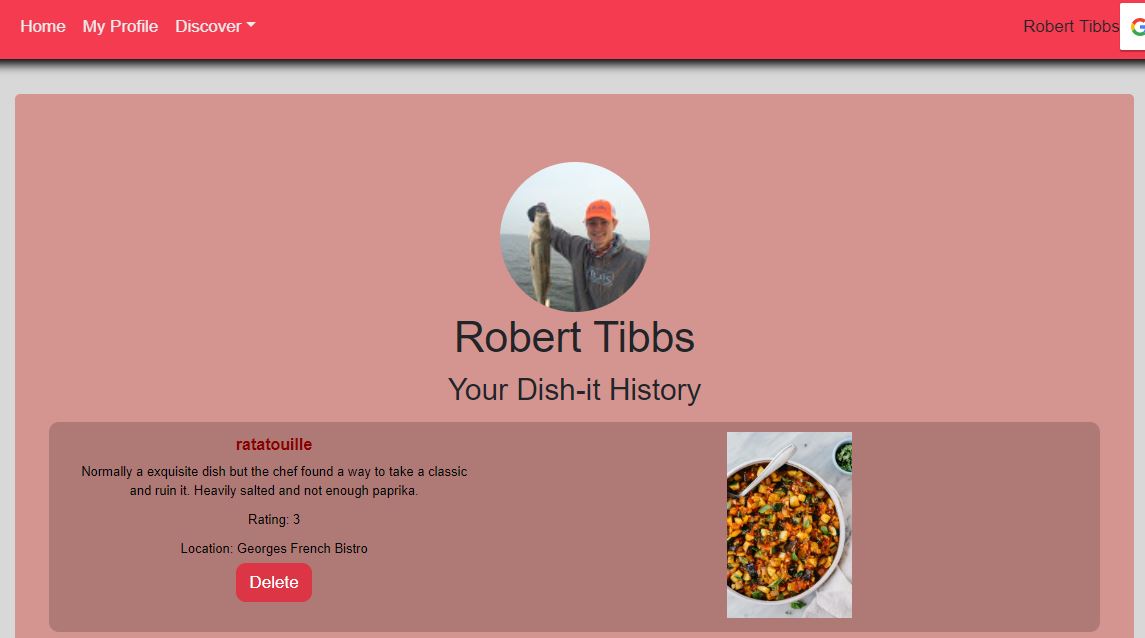 Home My Profile Discover Robert Tibbs
Robert Tibbs
Your Dish-it History
ratatouille
Normally a exquisite dish but the chef found a way to take a classic
and ruin it. Heavily salted and not enough paprika.
Rating: 3
Location: Georges French Bistro
Delete